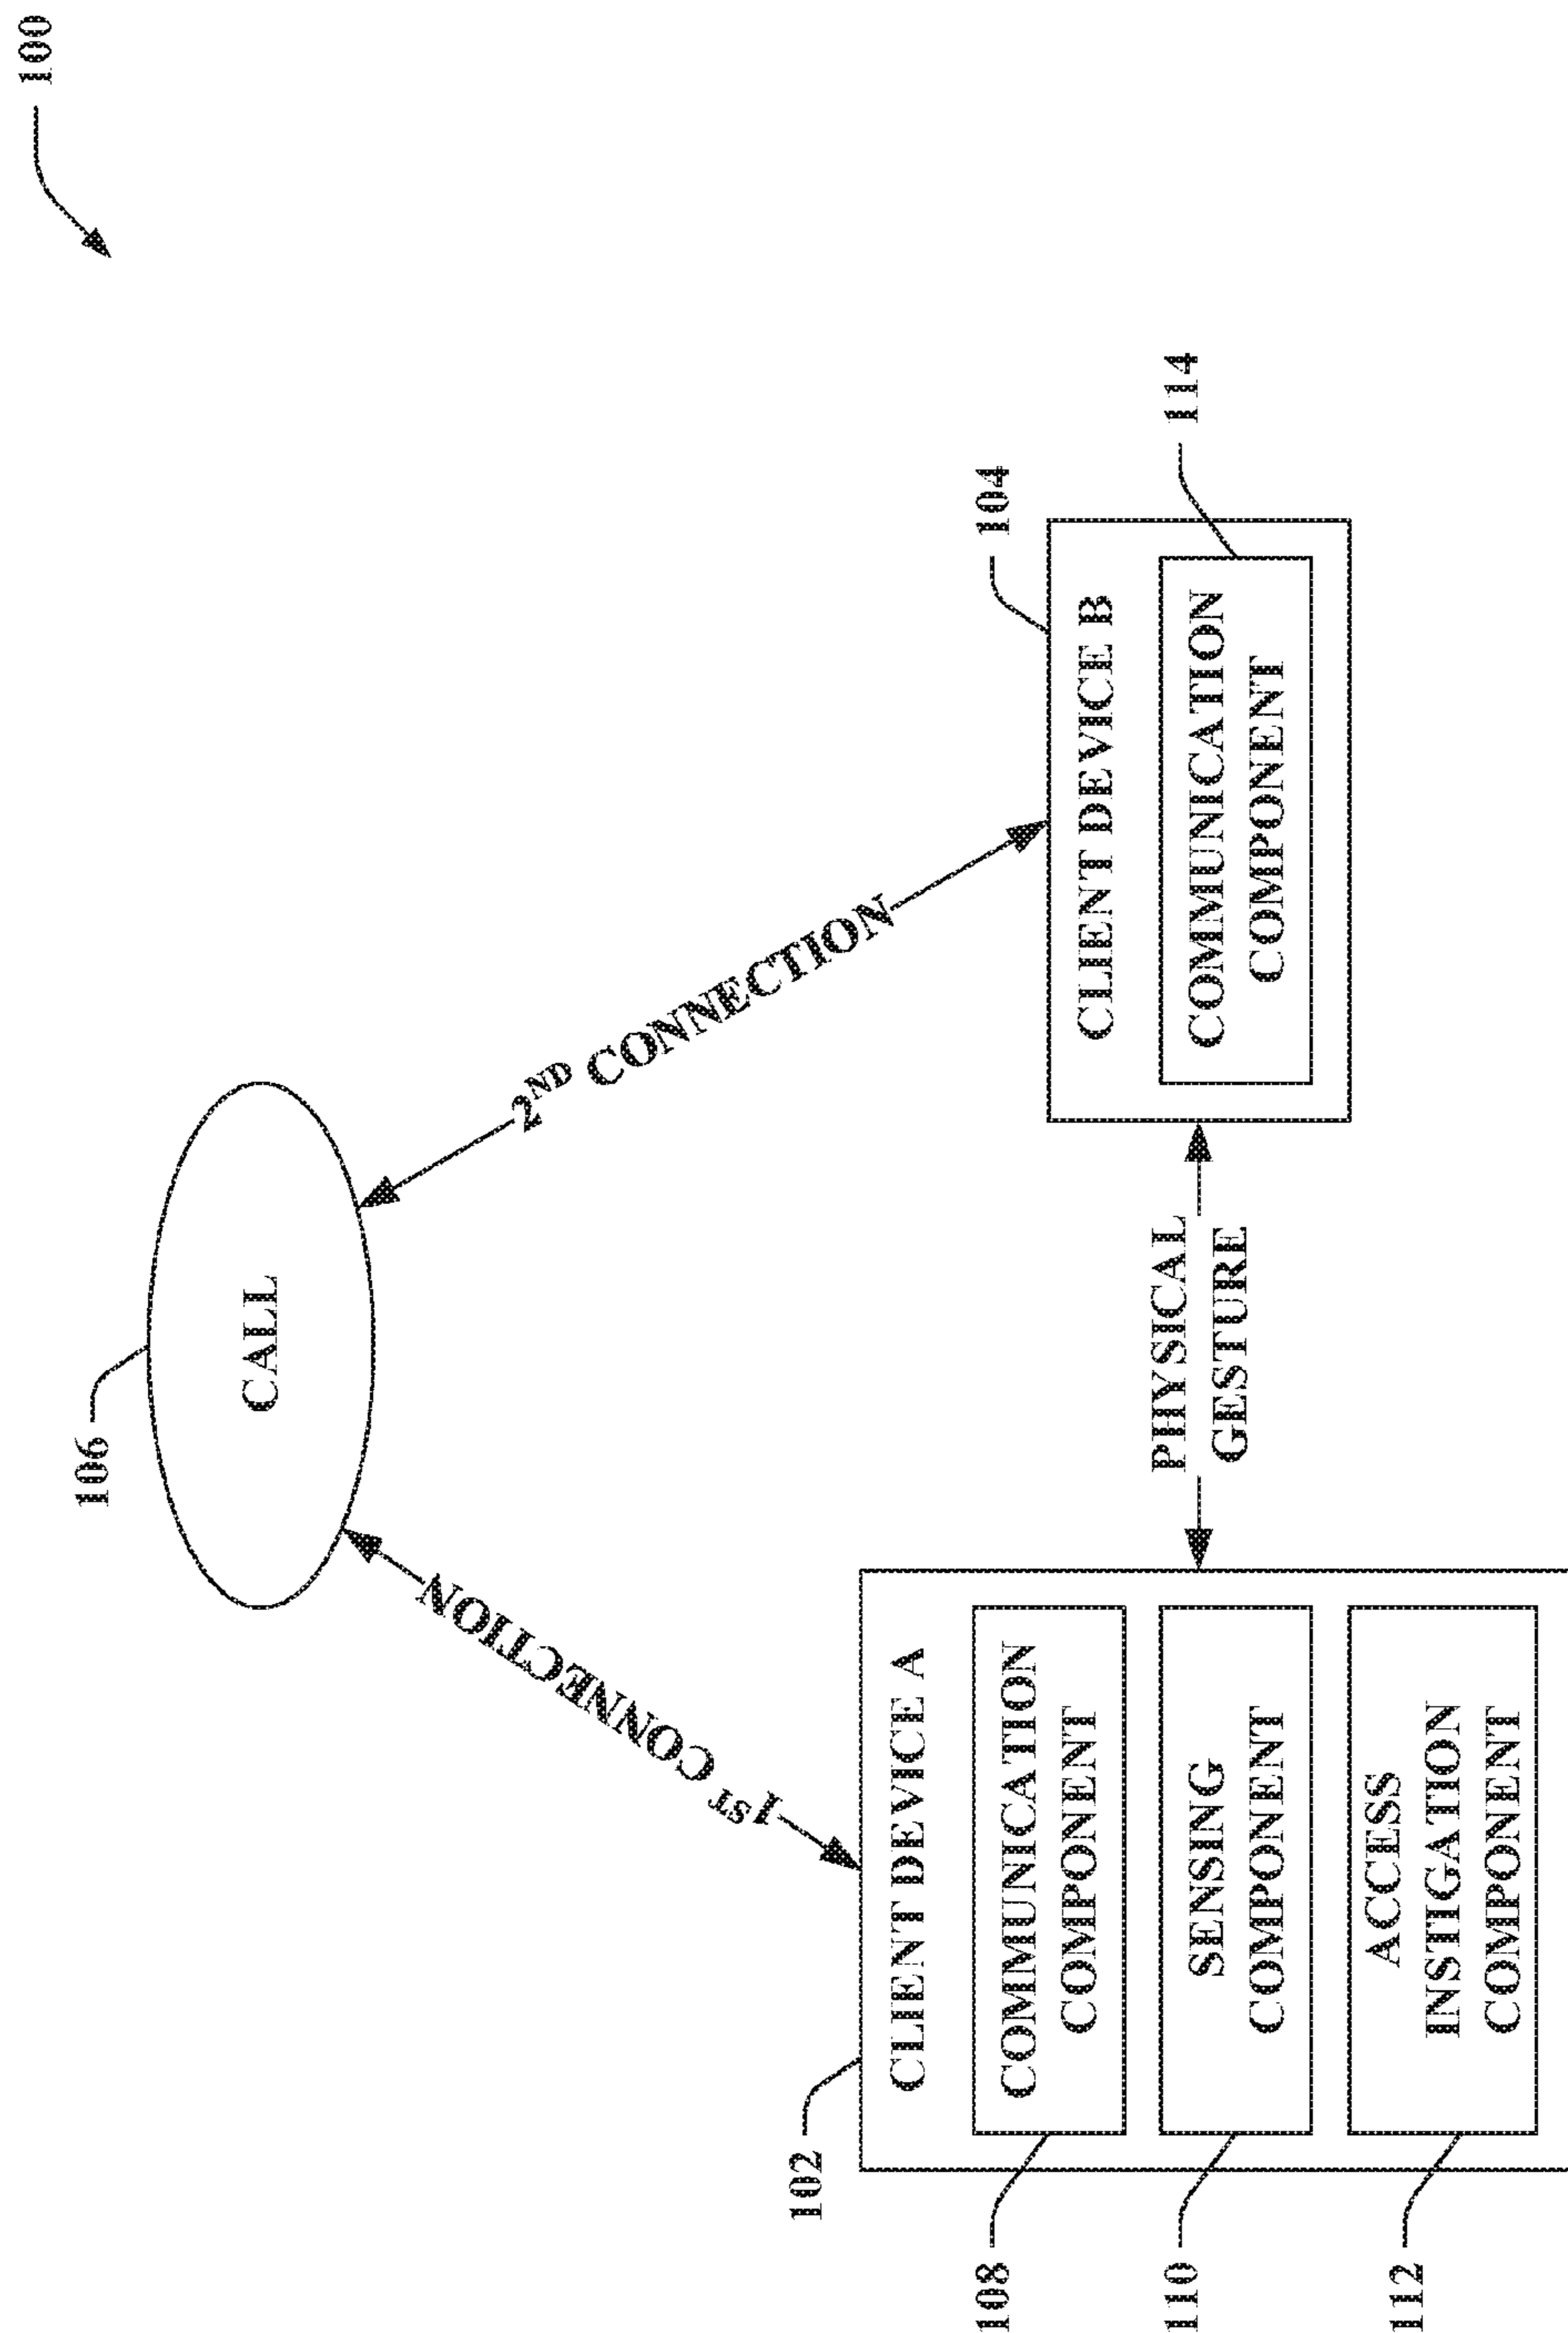 100
106
CALL
1ST CONNECTION
2ND CONNECTION
102
CLIENT DEVICE A
108
COMMUNICATION
COMPONENT
110
SENSING
COMPONENT
112
ACCESS
INSTIGATION
COMPONENT
PHYSICAL
GESTURE
104
CLIENT DEVICE B
114
COMMUNICATION
COMPONENT